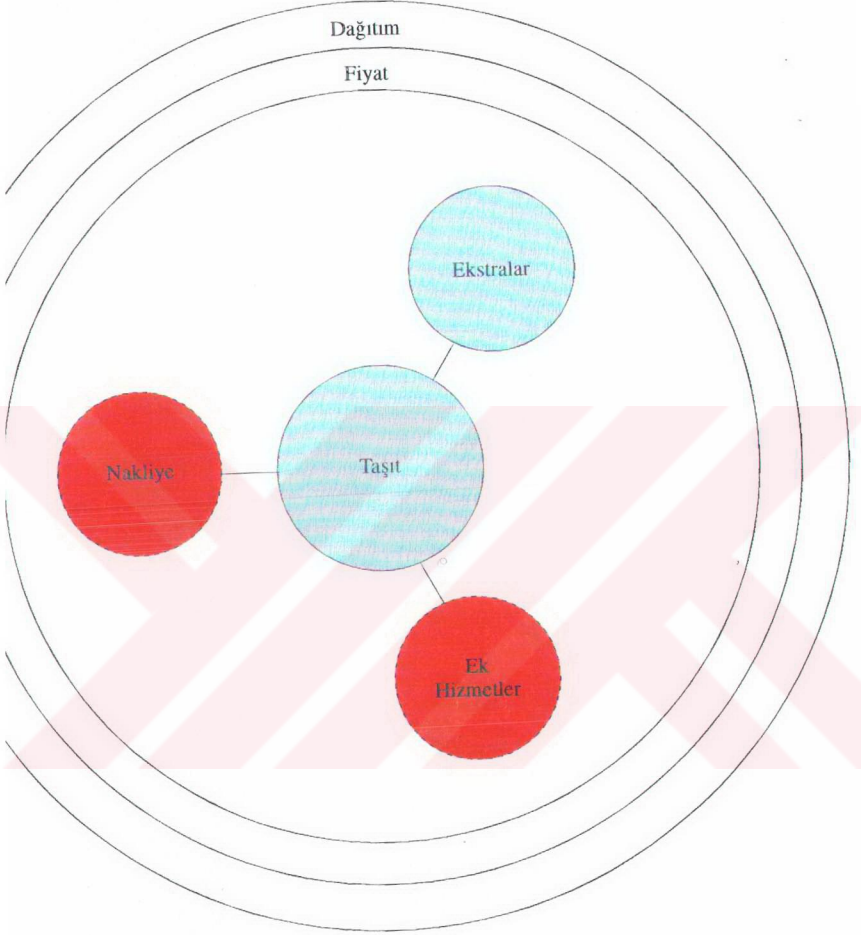 Dağıtım
Fiyat
Ekstralar
Taşıt
Nakliye
Ek
Hizmetler